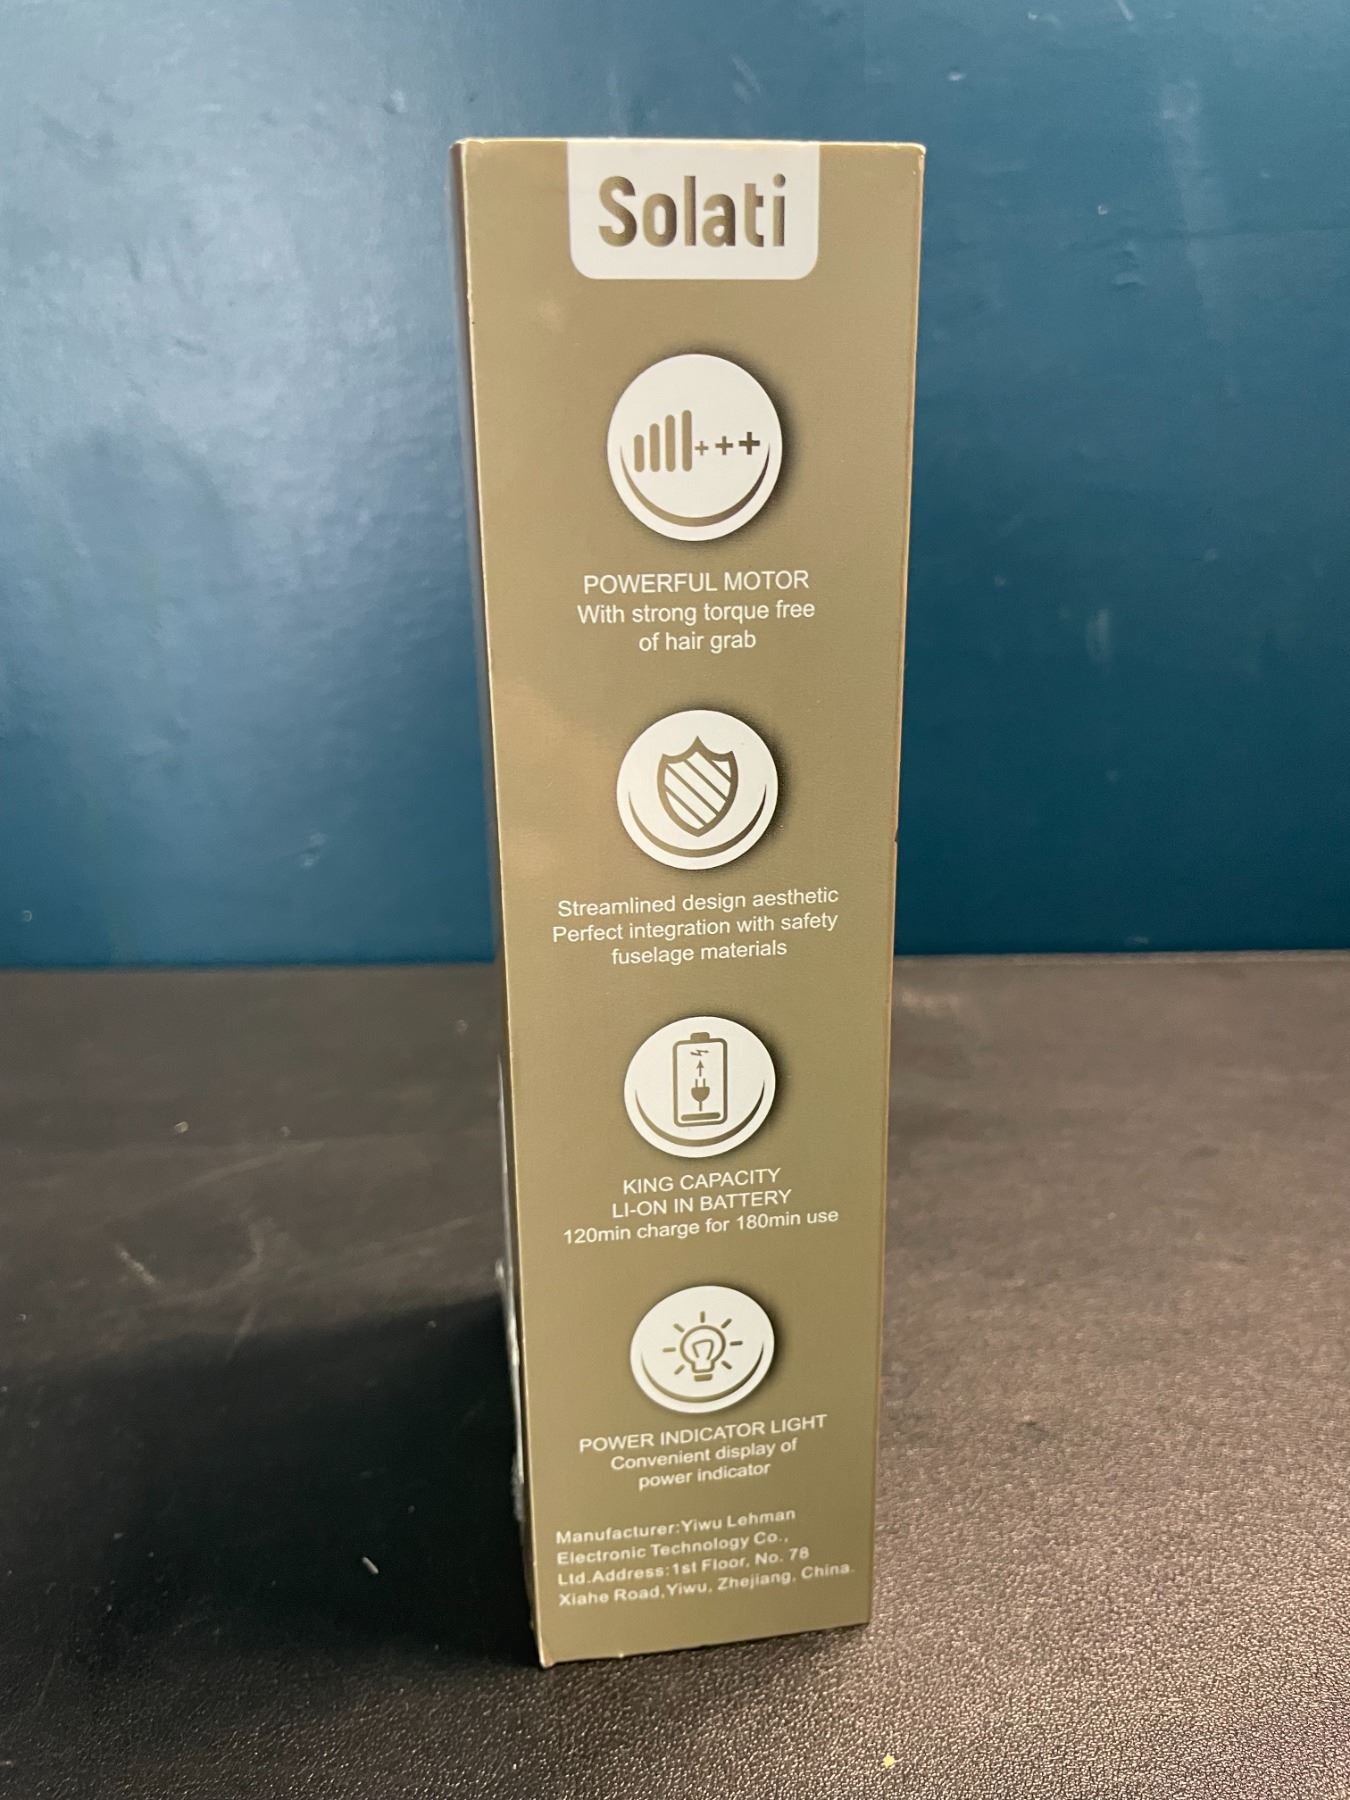 Solati
POWERFUL MOTOR
With strong torque free
of hair grab
Streamlined design aesthetic
Perfect integration with safety
fuselage materials
KING CAPACITY
LI-ON IN BATTERY
120min charge for 180min use
POWER INDICATOR LIGHT
Convenient display of
power indicator
Manufacturer:Yiwu Lehman
Electronic Technology Co.,
Ltd.Address:1st Floor, No. 78
Xiahe Road,Yiwu, Zhejiang, China.